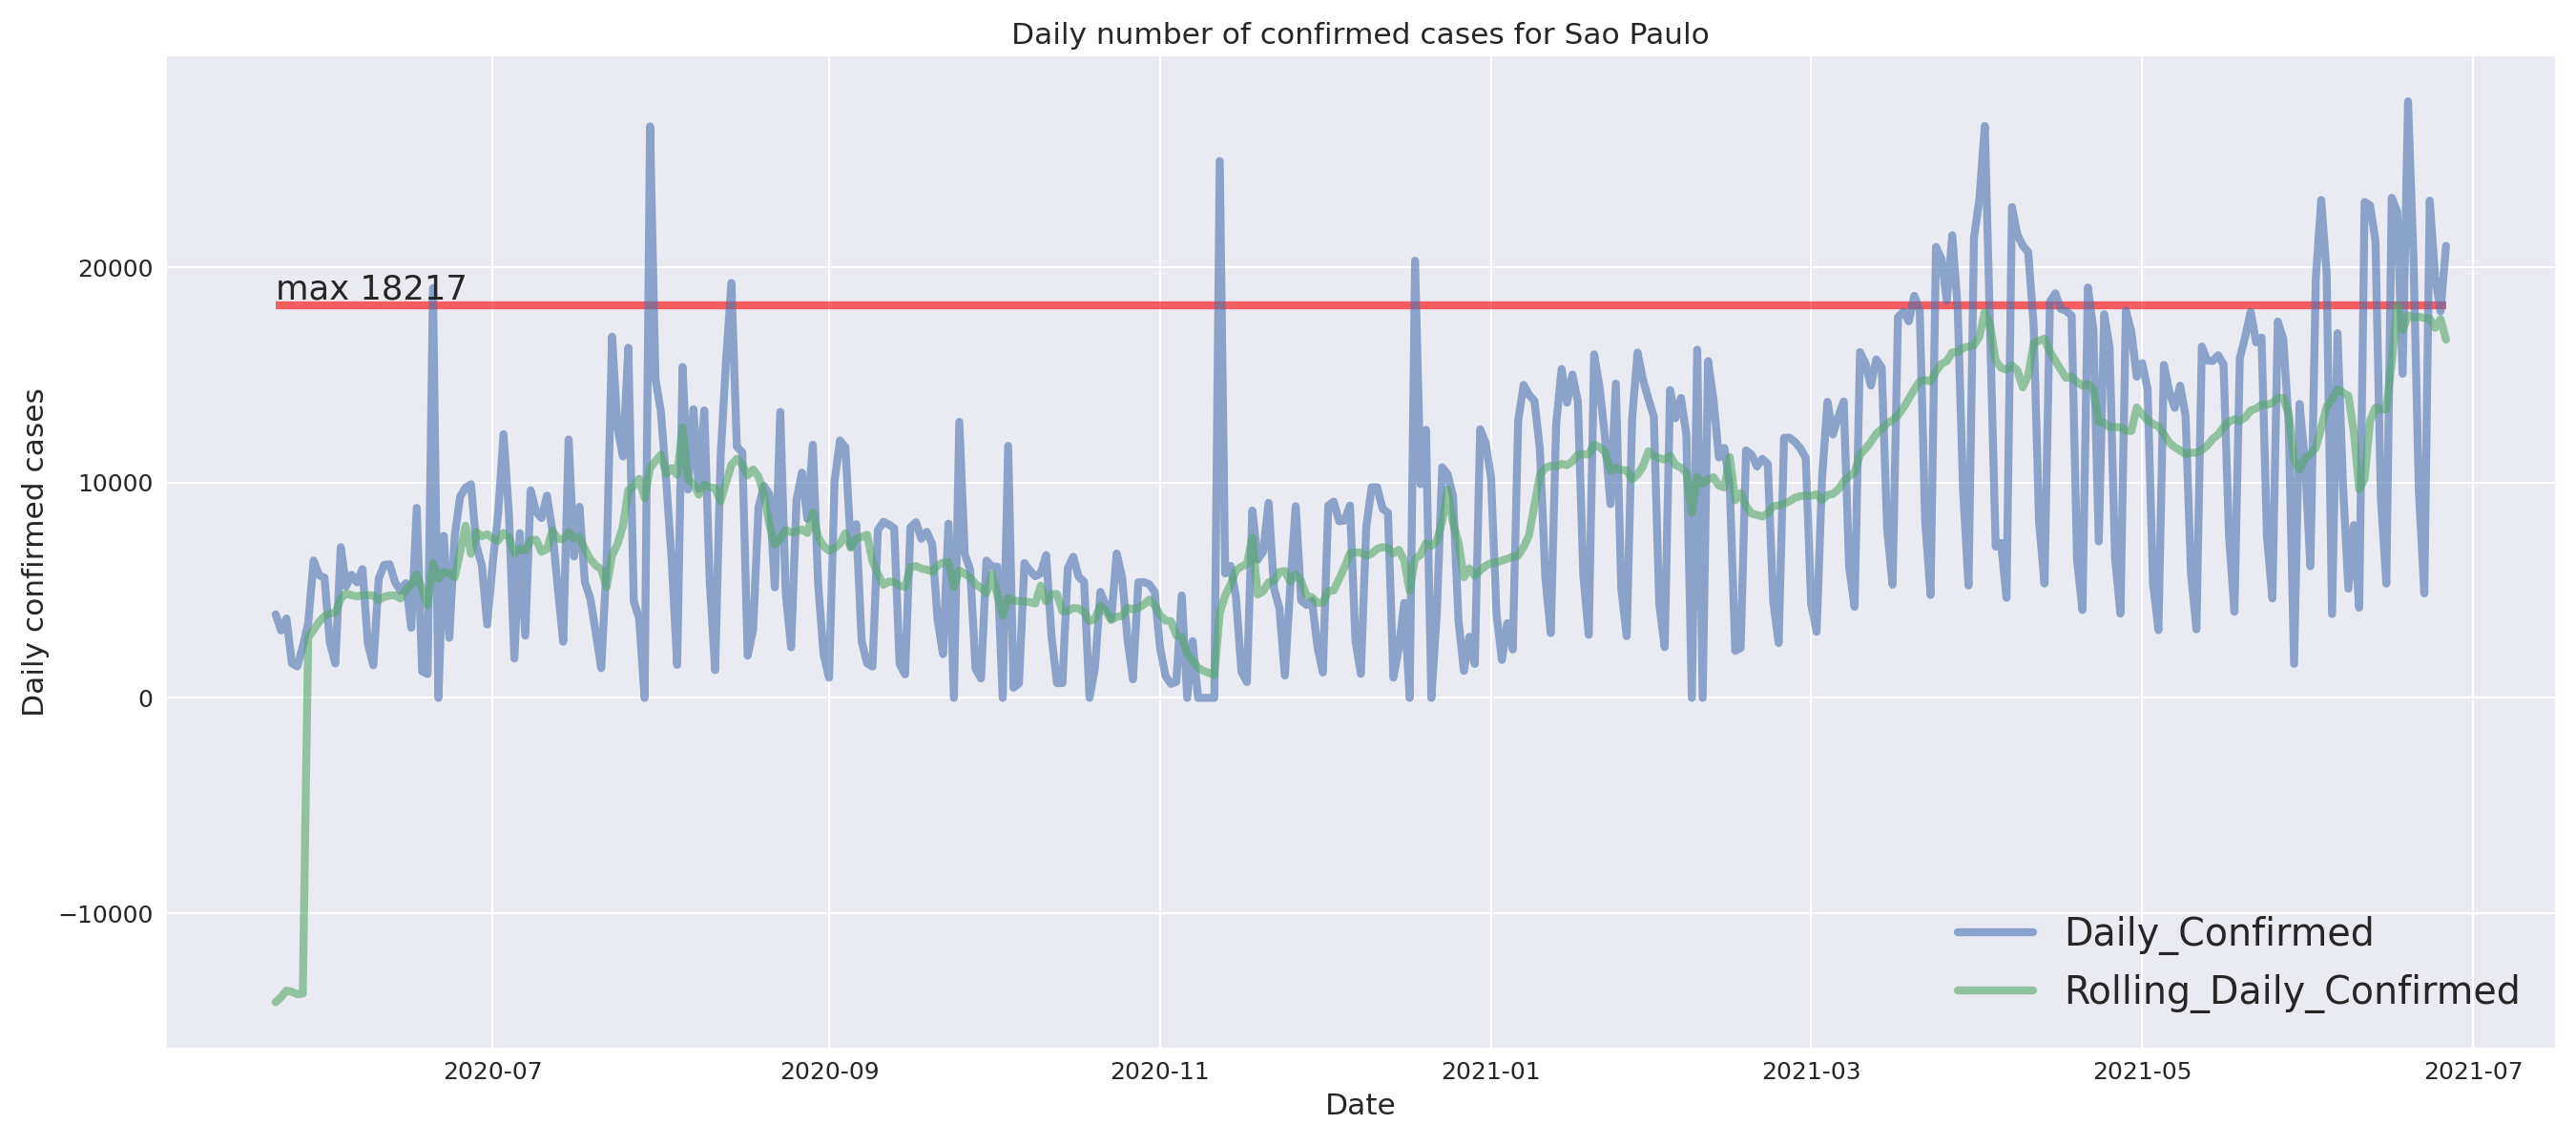 Daily number of confirmed cases for Sao Paulo
Daily confirmed cases
20000
10000
0
−10000
max 18217
Daily_Confirmed
Rolling_Daily_Confirmed
2020-07
2020-09
2020-11
2021-01
2021-03
2021-05
2021-07
Date